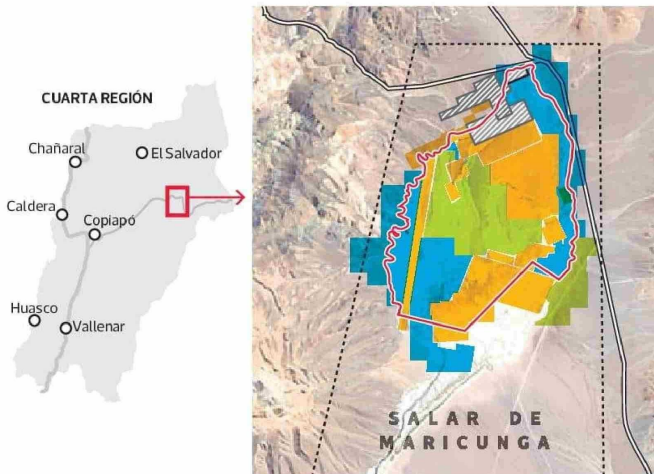 CUARTA REGIÓN
Chañaral
El Salvador
Caldera
Copiapó
Huasco
Vallenar
SALAR DE
MARICUNGA